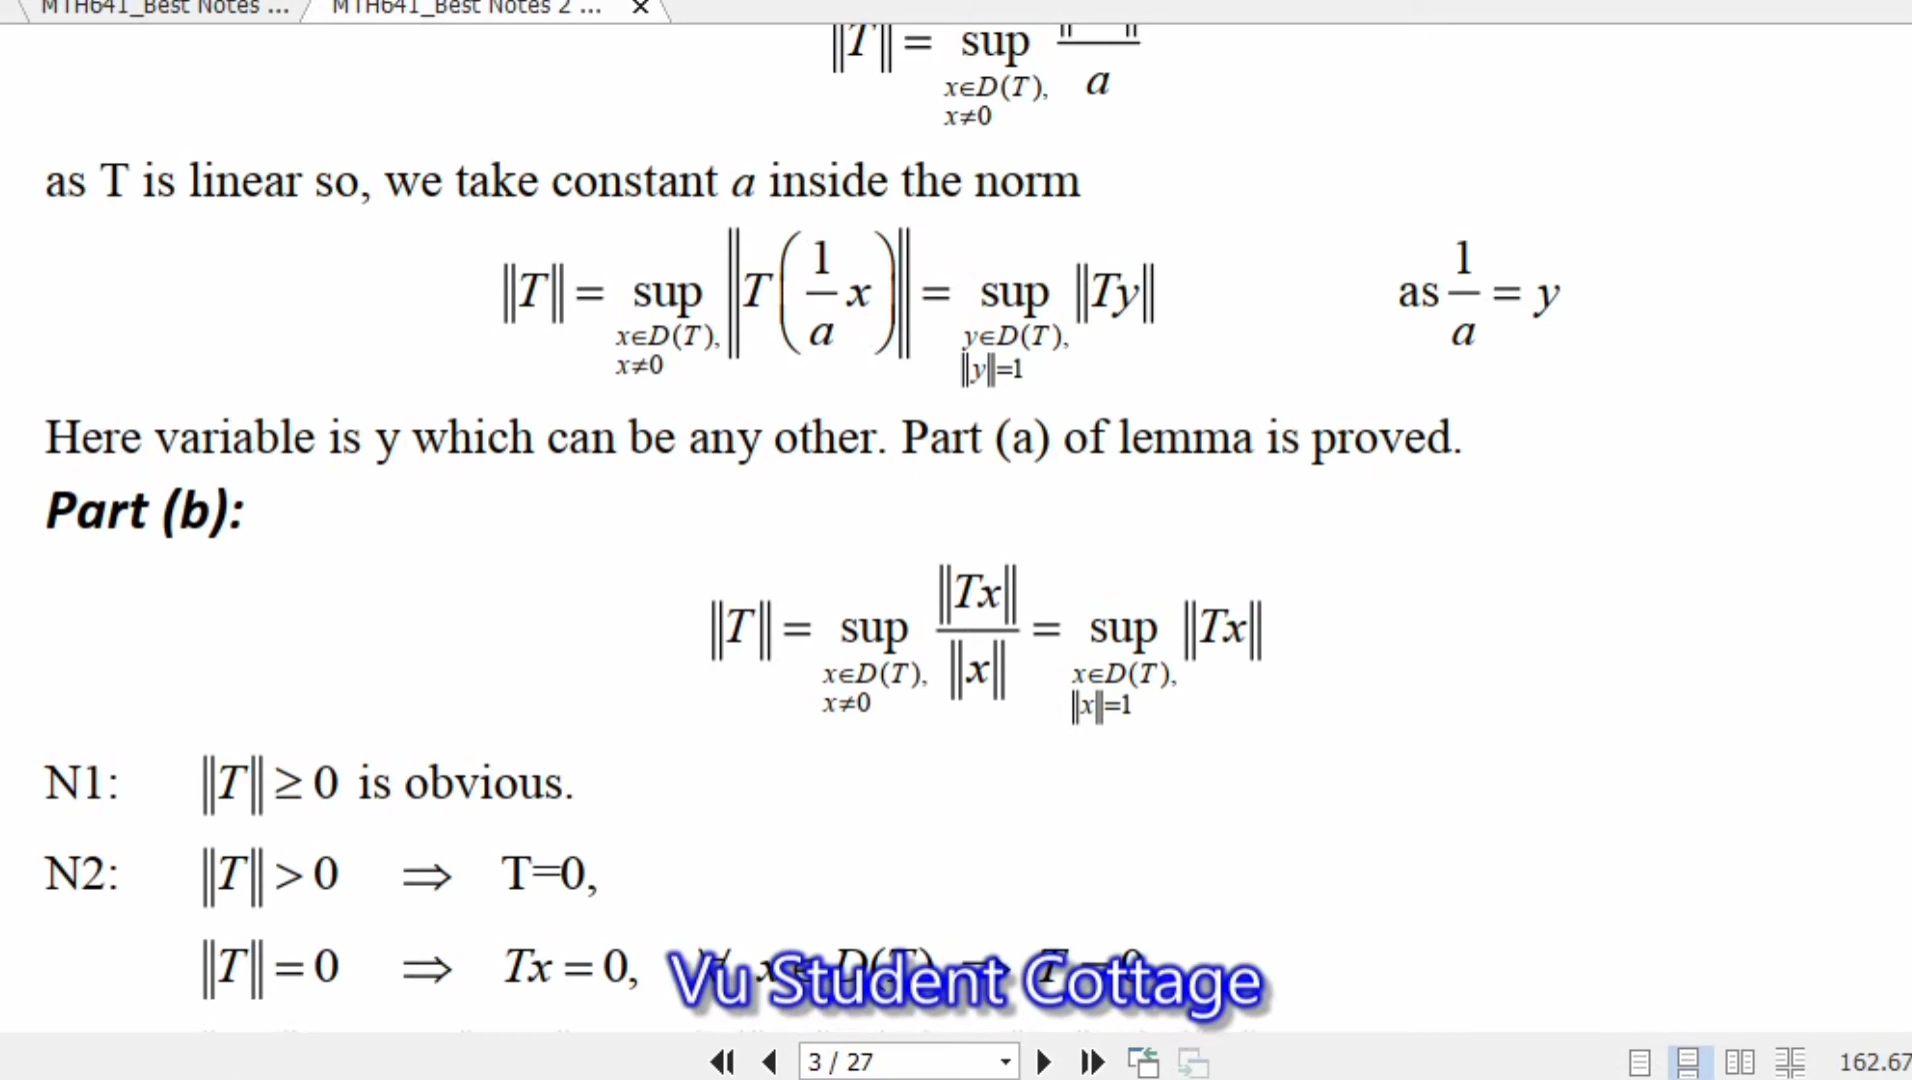 MTH641_Best Notes ... MTH641_Best Notes 2 ...
‖T‖ = sup
a
x∈D(T),
x≠0
as T is linear so, we take constant a inside the norm
‖T‖ = sup ‖T(1/a x)‖ = sup ‖Ty‖ as 1/a = y
x∈D(T), y∈D(T),
x≠0 ‖y‖=1
Here variable is y which can be any other. Part (a) of lemma is proved.
Part (b):
‖T‖ = sup ‖Tx‖/‖x‖ = sup ‖Tx‖
x∈D(T), x∈D(T),
x≠0 ‖x‖=1
N1: ‖T‖ ≥ 0 is obvious.
N2: ‖T‖ > 0 ⇒ T=0,
‖T‖ = 0 ⇒ Tx = 0, ∀ x ∈ D(T) ⇒ T = 0
Vu Student Cottage
3 / 27 162.67